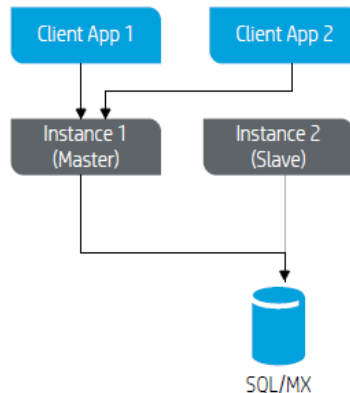 Client App 1
Client App 2
Instance 1
(Master)
Instance 2
(Slave)
SQL/MX